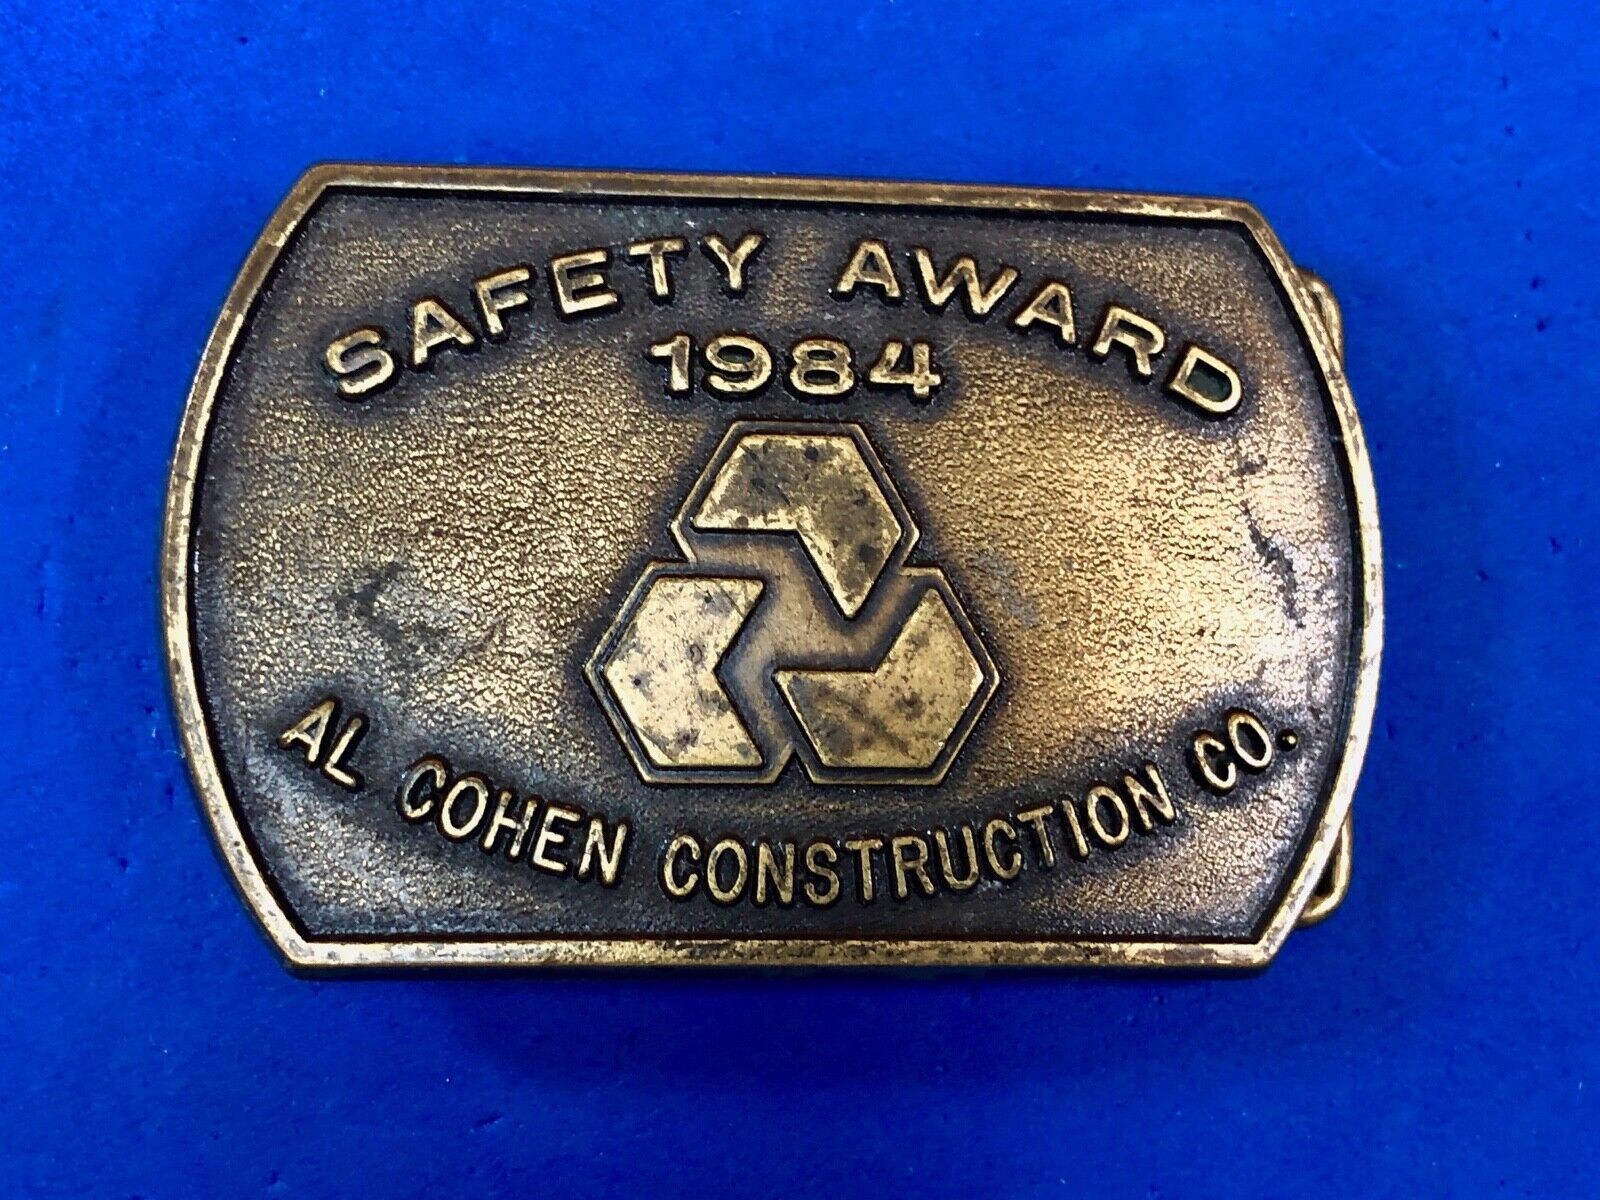 SAFETY AWARD
1984
AL COHEN CONSTRUCTION CO.